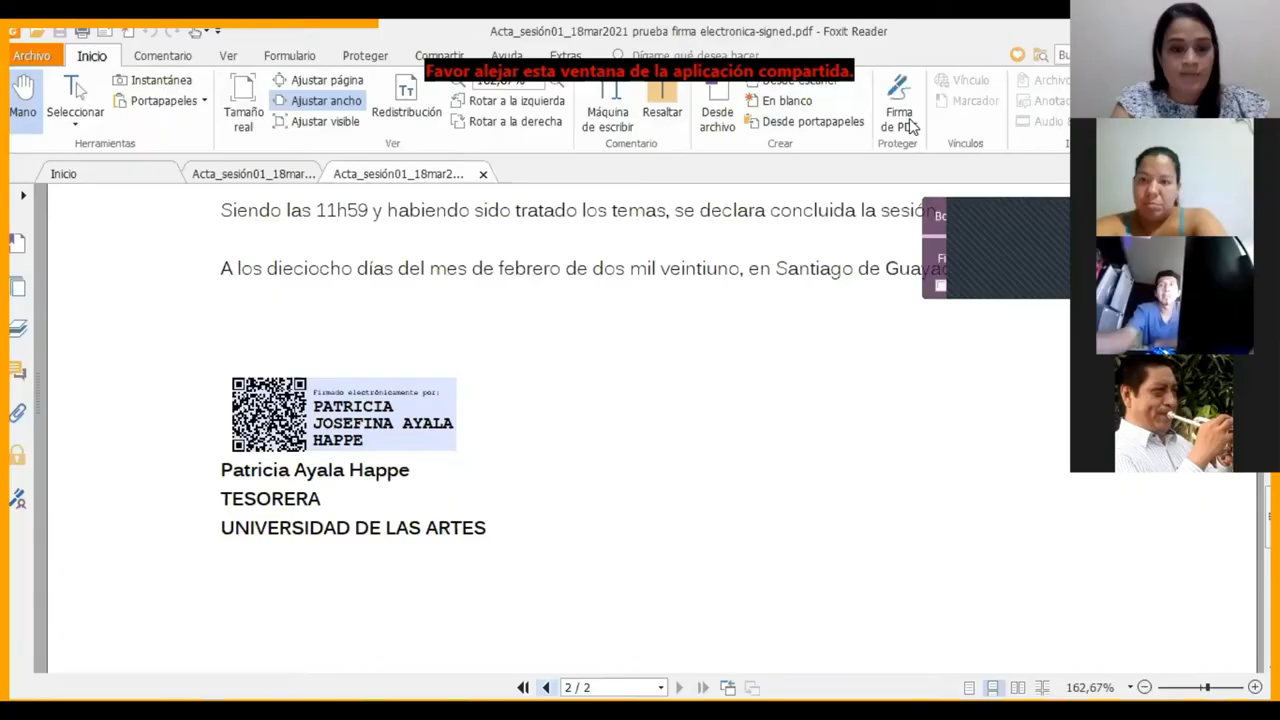 Acta_sesión01_18mar2021 prueba firma electronica-signed.pdf - Foxit Reader
Archivo Inicio Comentario Ver Formulario Proteger Compartir Ayuda Extras Dígame qué desea hacer
Favor alejar esta ventana de la aplicación compartida.
Mano
Seleccionar
Instantánea
Portapapeles
Herramientas
Tamaño
real
Ajustar página
Ajustar ancho
Ajustar visible
Redistribución
162,67%
Rotar a la izquierda
Rotar a la derecha
Ver
Máquina
de escribir
Resaltar
Comentario
Desde
archivo
Desde escáner
En blanco
Desde portapapeles
Crear
Firma
de PDF
Proteger
Vínculo
Marcador
Vínculos
Archivo
Anota
Audio &
Inicio Acta_sesión01_18mar... Acta_sesión01_18mar2...
Siendo las 11h59 y habiendo sido tratado los temas, se declara concluida la sesión
A los dieciocho días del mes de febrero de dos mil veintiuno, en Santiago de Guayaq
Firmado electrónicamente por:
PATRICIA
JOSEFINA AYALA
HAPPE
Patricia Ayala Happe
TESORERA
UNIVERSIDAD DE LAS ARTES
2 / 2
162,67%